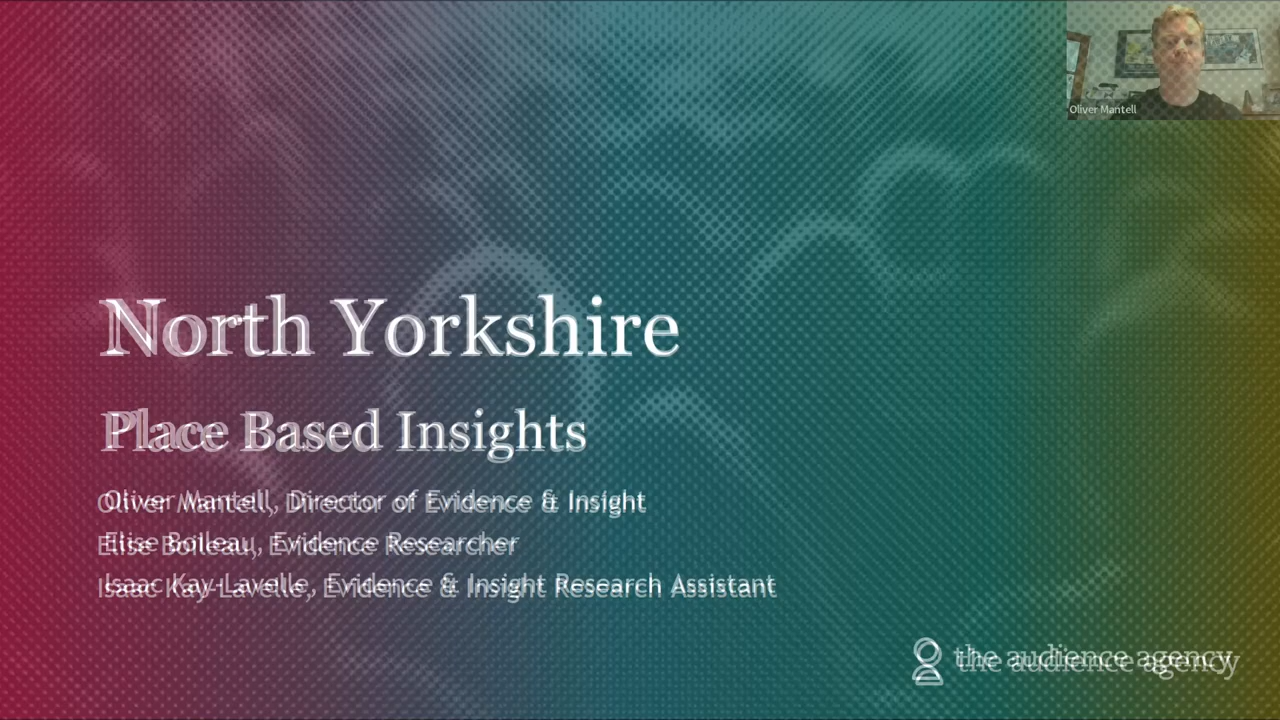 Oliver Mantell
North Yorkshire
Place Based Insights
Oliver Mantell, Director of Evidence & Insight
Elise Boileau, Evidence Researcher
Isaac Kay-Lavelle, Evidence & Insight Research Assistant
the audience agency